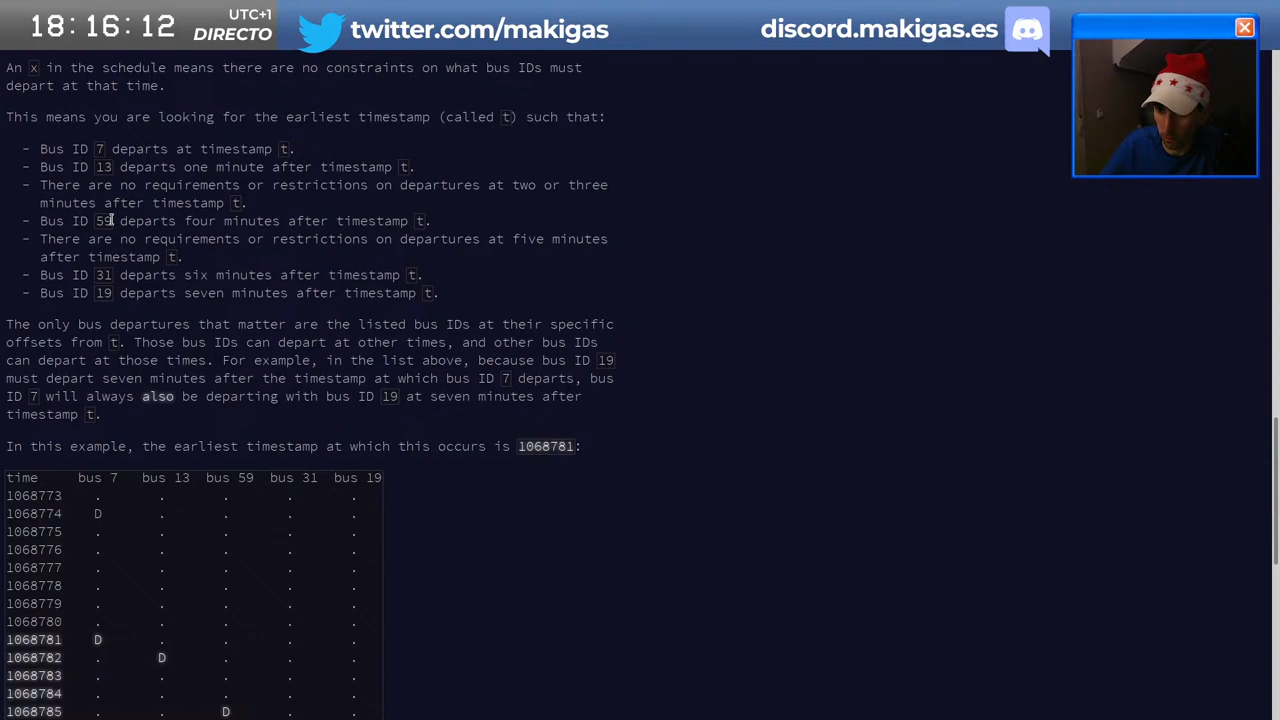 18:16:12
UTC+1
DIRECTO
twitter.com/makigas
discord.makigas.es
An x in the schedule means there are no constraints on what bus IDs must
depart at that time.
This means you are looking for the earliest timestamp (called t) such that:
- Bus ID 7 departs at timestamp t.
- Bus ID 13 departs one minute after timestamp t.
- There are no requirements or restrictions on departures at two or three
minutes after timestamp t.
- Bus ID 59 departs four minutes after timestamp t.
- There are no requirements or restrictions on departures at five minutes
after timestamp t.
- Bus ID 31 departs six minutes after timestamp t.
- Bus ID 19 departs seven minutes after timestamp t.
The only bus departures that matter are the listed bus IDs at their specific
offsets from t. Those bus IDs can depart at other times, and other bus IDs
can depart at those times. For example, in the list above, because bus ID 19
must depart seven minutes after the timestamp at which bus ID 7 departs, bus
ID 7 will always also be departing with bus ID 19 at seven minutes after
timestamp t.
In this example, the earliest timestamp at which this occurs is 1068781:
time bus 7 bus 13 bus 59 bus 31 bus 19
1068773 . . . . .
1068774 D . . . .
1068775 . . . . .
1068776 . . . . .
1068777 . . . . .
1068778 . . . . .
1068779 . . . . .
1068780 . . . . .
1068781 D . . . .
1068782 . D . . .
1068783 . . . . .
1068784 . . . . .
1068785 . . D . .